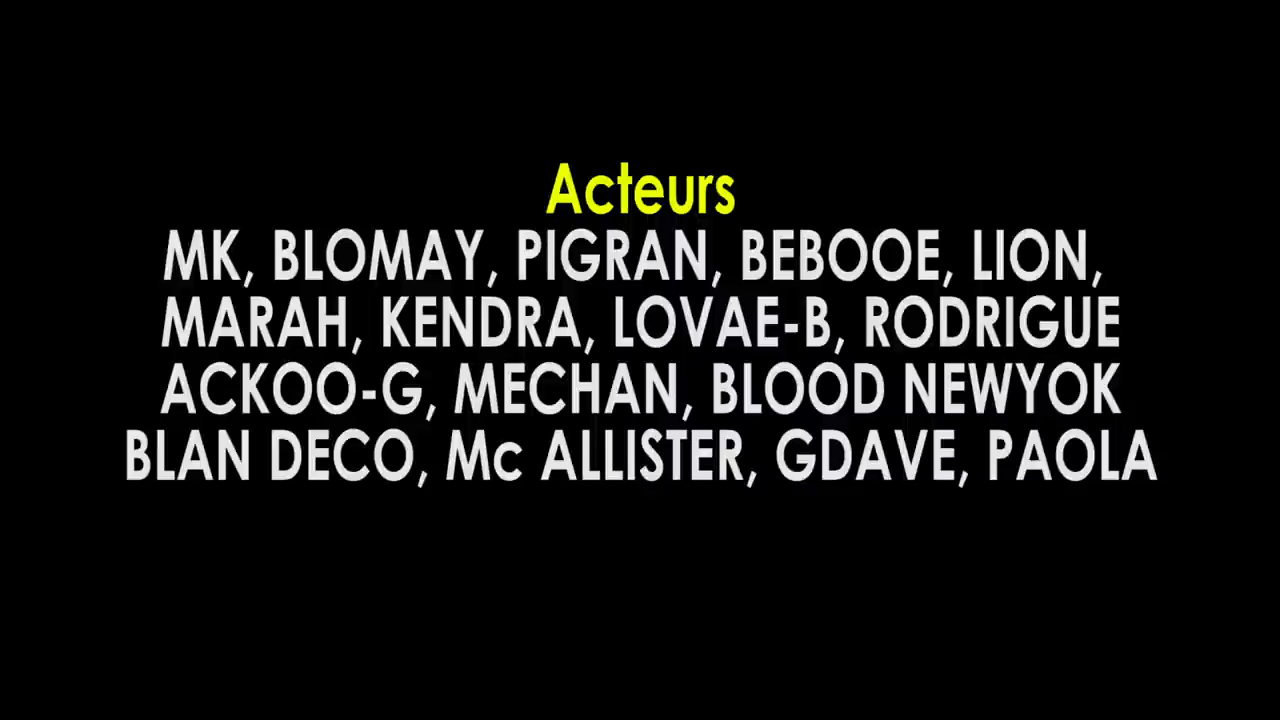 Acteurs
MK, BLOMAY, PIGRAN, BEBOOE, LION,
MARAH, KENDRA, LOVAE-B, RODRIGUE
ACKOO-G, MECHAN, BLOOD NEWYOK
BLAN DECO, Mc ALLISTER, GDAVE, PAOLA